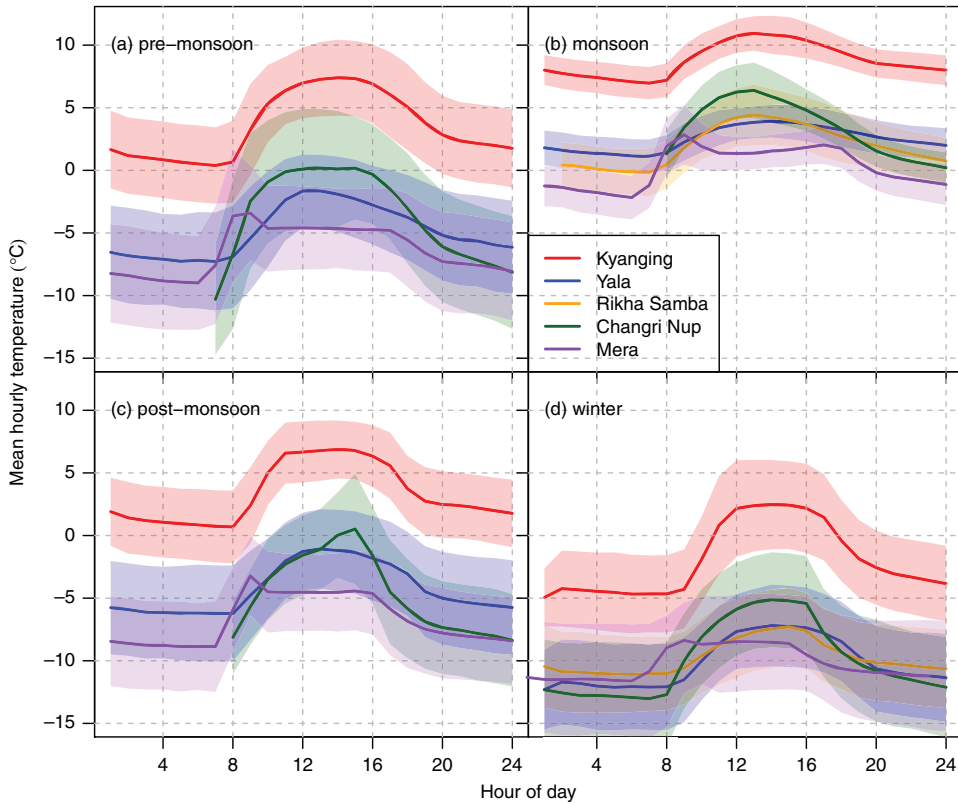 (a) pre−monsoon
(b) monsoon
10
5
0
−5
−10
−15
Kyanging
Yala
Rikha Samba
Changri Nup
Mera
(c) post−monsoon
(d) winter
10
5
0
−5
−10
−15
Mean hourly temperature (°C)
4 8 12 16 20 24 4 8 12 16 20 24
Hour of day